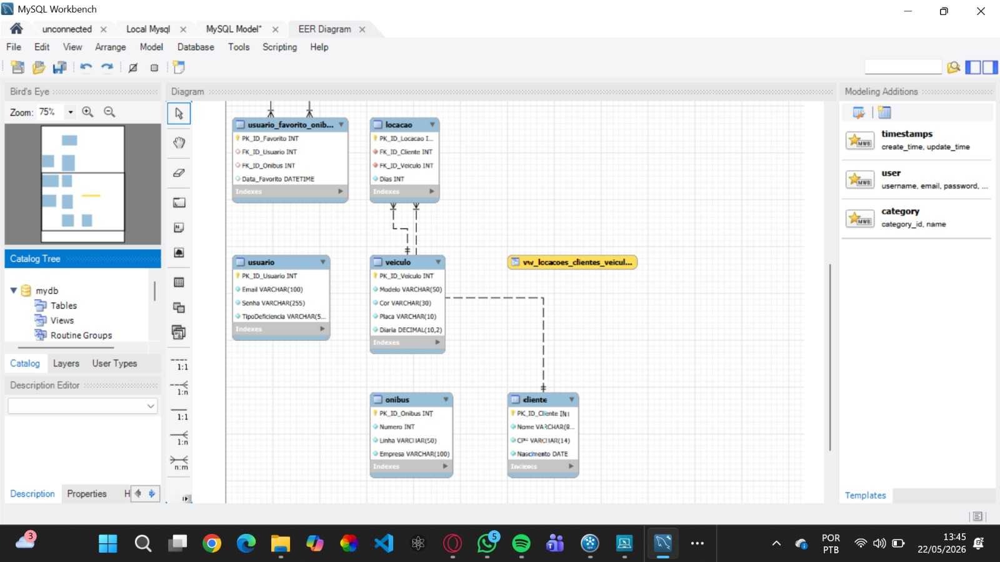 MySQL Workbench
unconnected
Local Mysql
MySQL Model*
EER Diagram
File Edit View Arrange Model Database Tools Scripting Help
Bird's Eye
Zoom: 75%
Catalog Tree
mydb
Tables
Views
Routine Groups
Catalog Layers User Types
Description Editor
Description Properties H
1:1
1:n
1:1
1:n
n:m
Diagram
usuario_favorito_onib...
PK_ID_Favorito INT
FK_ID_Usuario INT
FK_ID_Onibus INT
Data_Favorito DATETIME
Indexes
locacao
PK_ID_Locacao I...
FK_ID_Cliente INT
FK_ID_Veiculo INT
Dias INT
Indexes
usuario
PK_ID_Usuario INT
Email VARCHAR(100)
Senha VARCHAR(255)
TipoDeficiencia VARCHAR(5...
Indexes
veiculo
PK_ID_Veiculo INT
Modelo VARCHAR(50)
Cor VARCHAR(30)
Placa VARCHAR(10)
Diaria DECIMAL(10,2)
Indexes
vw_locacoes_clientes_veicul...
onibus
PK_ID_Onibus INT
Numero INT
Linha VARCHAR(50)
Empresa VARCHAR(100)
Indexes
cliente
PK_ID_Cliente INT
Nome VARCHAR(8...
CPF VARCHAR(14)
Nascimento DATE
Indexes
Modeling Additions
MWB
timestamps
create_time, update_time
MWB
user
username, email, password, ...
MWB
category
category_id, name
Templates
3
5
POR
PTB
13:45
22/05/2026